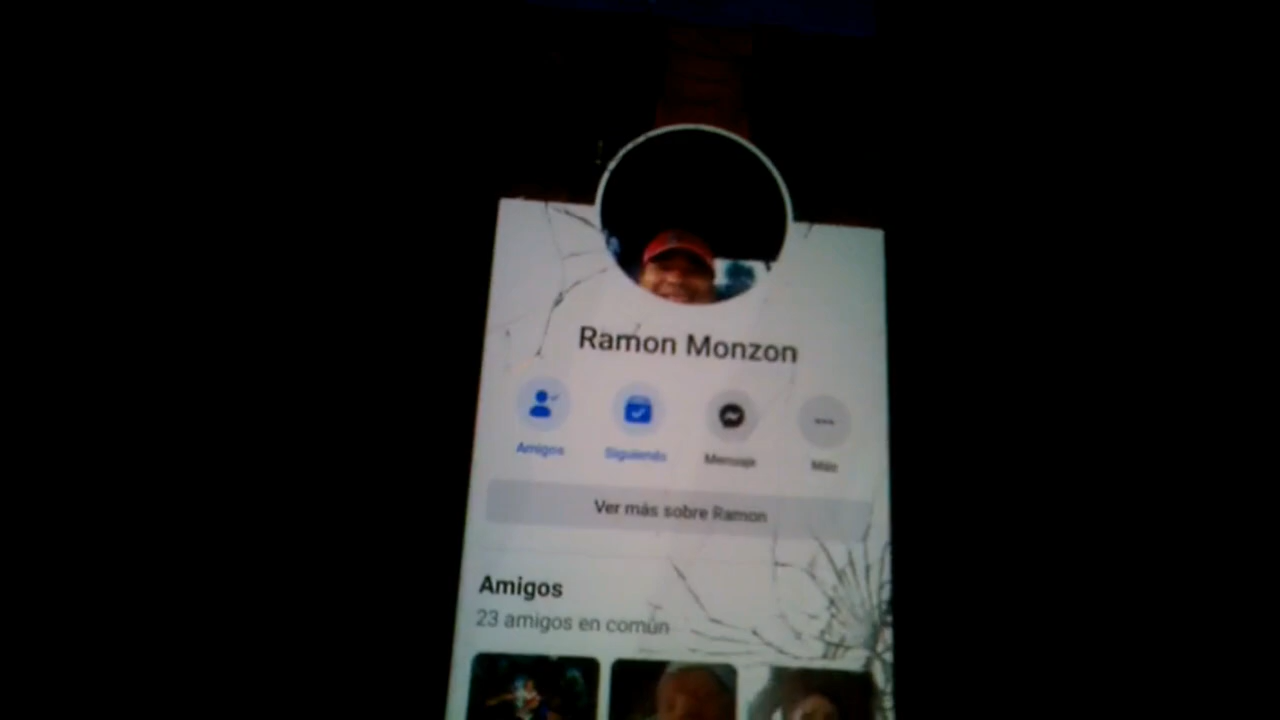 Ramon Monzon
Amigos
Siguiendo
Mensaje
Más
Ver más sobre Ramon
Amigos
23 amigos en común